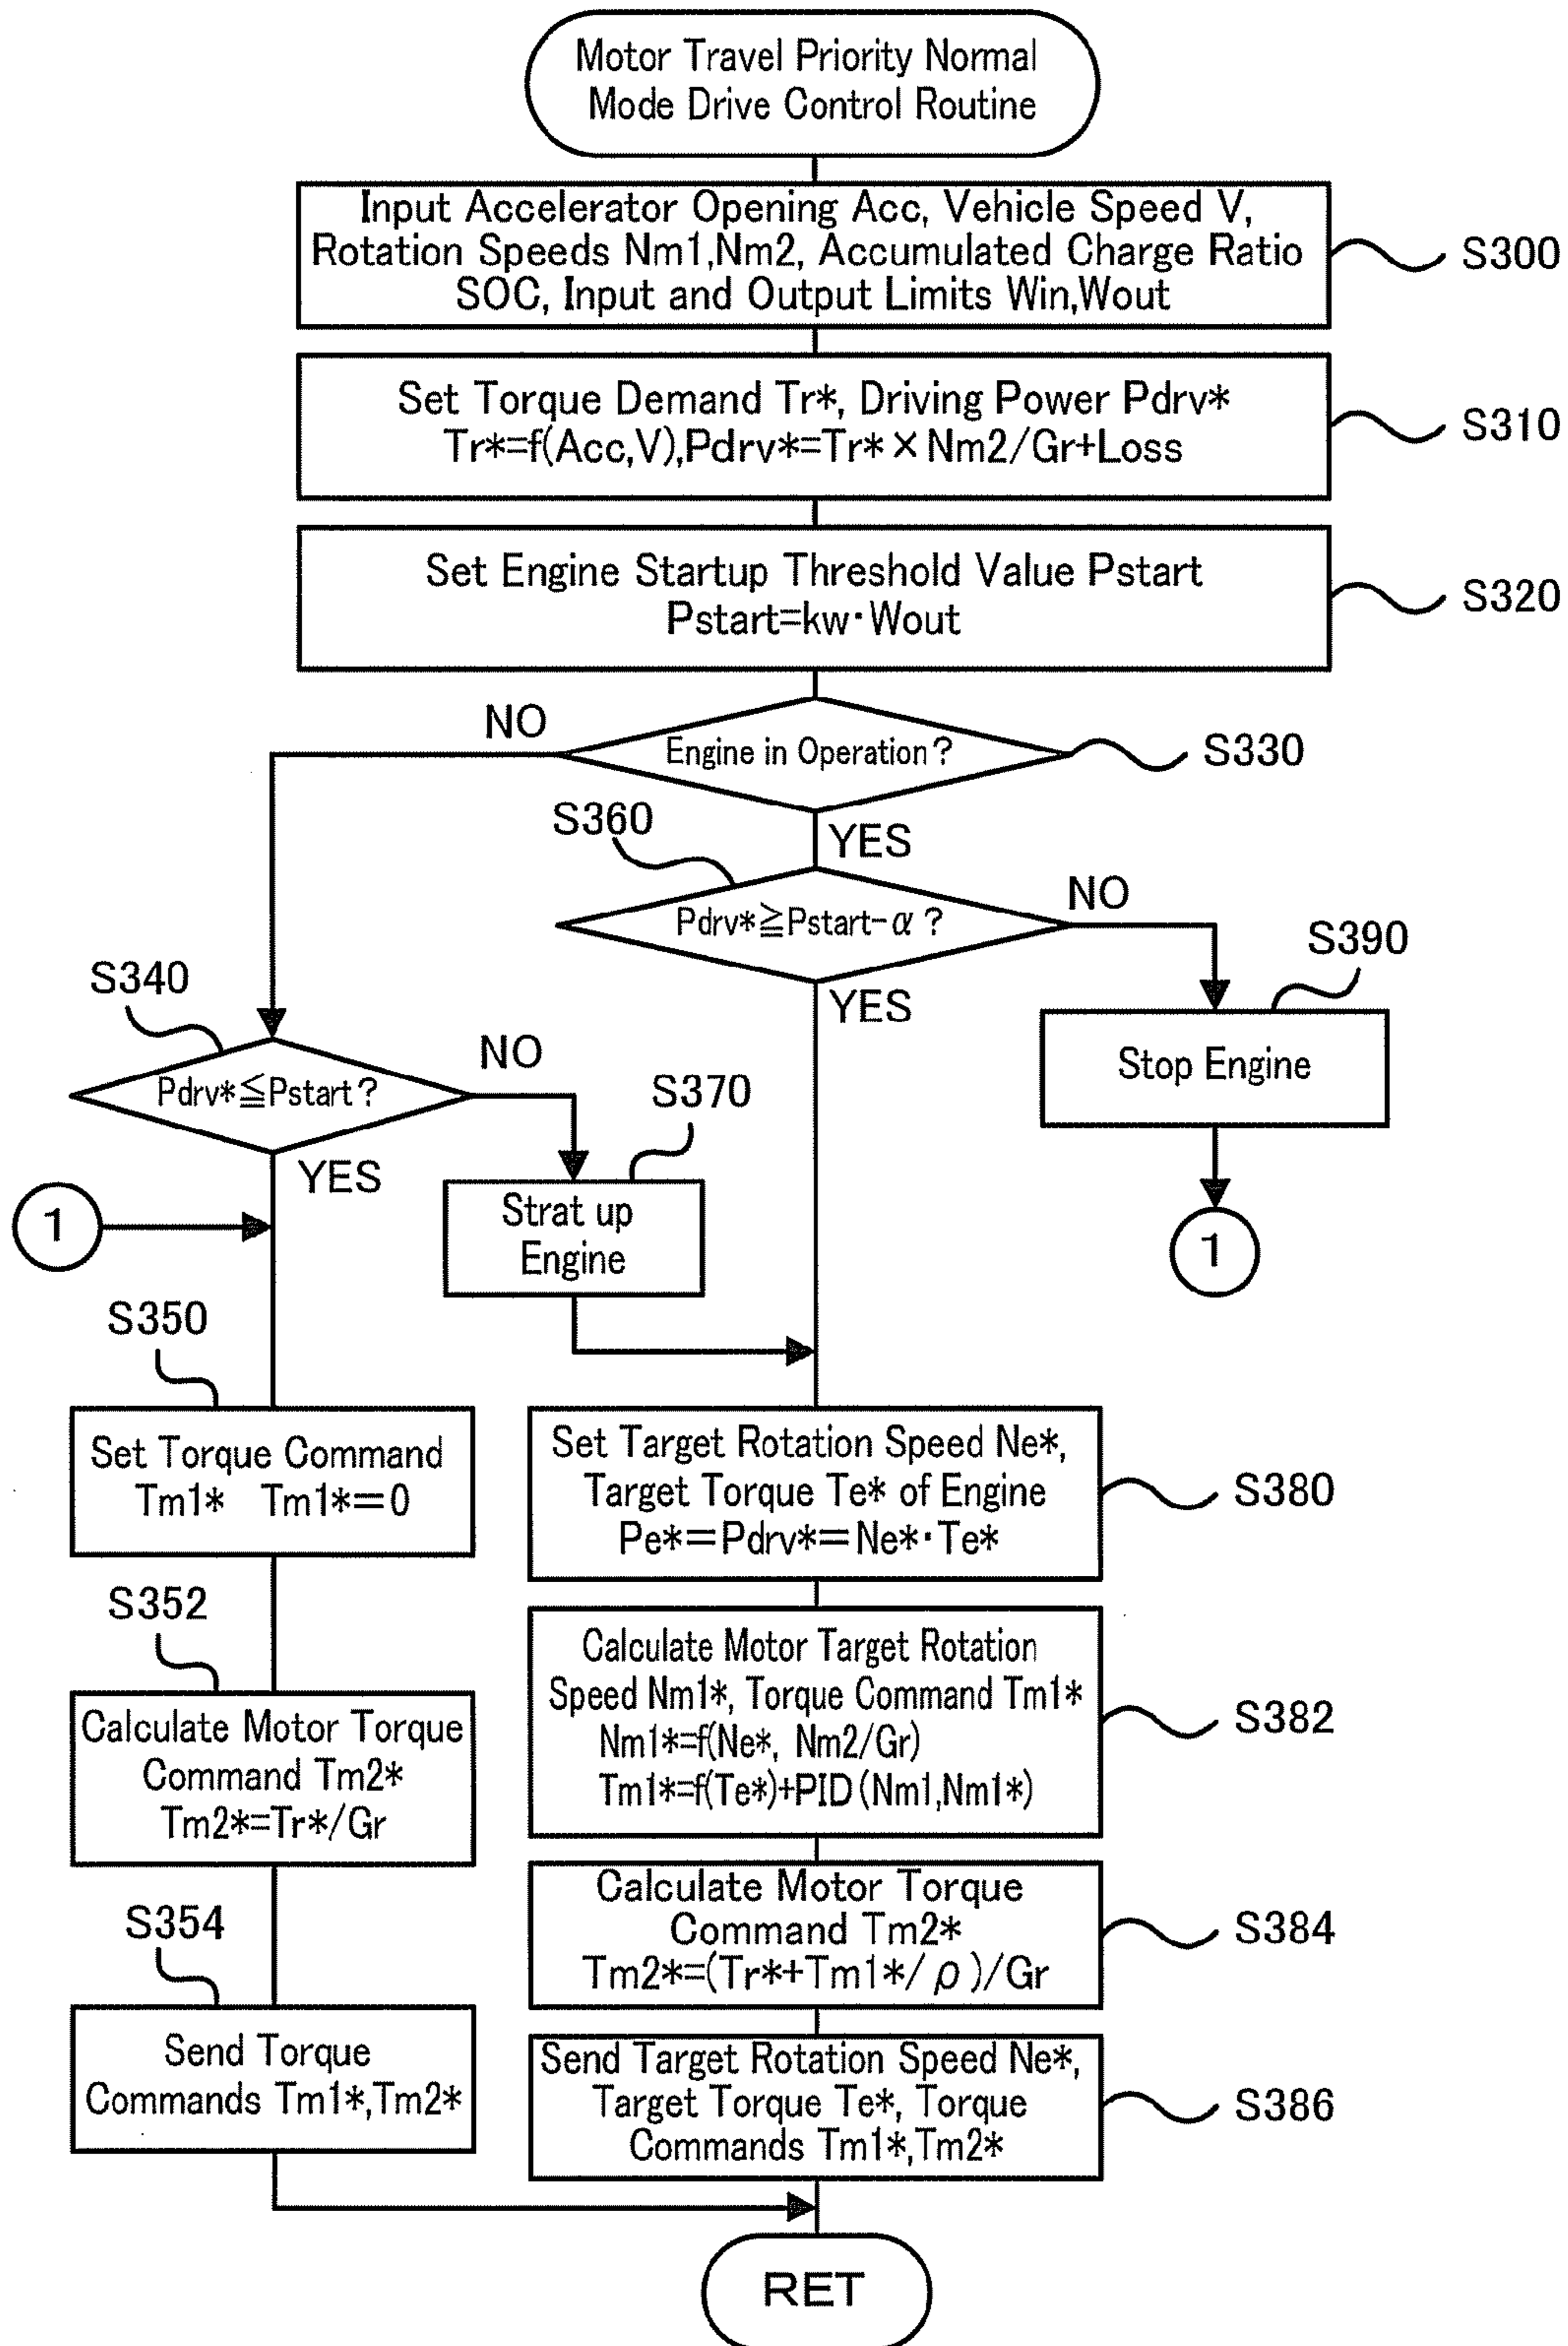 Motor Travel Priority Normal
Mode Drive Control Routine
Input Accelerator Opening Acc, Vehicle Speed V,
Rotation Speeds Nm1,Nm2, Accumulated Charge Ratio
SOC, Input and Output Limits Win,Wout
S300
Set Torque Demand Tr*, Driving Power Pdrv*
Tr*=f(Acc,V),Pdrv*=Tr*×Nm2/Gr+Loss
S310
Set Engine Startup Threshold Value Pstart
Pstart=kw·Wout
S320
NO
Engine in Operation?
S330
S360
YES
Pdrv*≧Pstart-α?
NO
S390
YES
Stop Engine
1
S340
Pdrv*≦Pstart?
NO
S370
YES
1
Strat up
Engine
S350
Set Torque Command
Tm1* Tm1*=0
S352
Calculate Motor Torque
Command Tm2*
Tm2*=Tr*/Gr
S354
Send Torque
Commands Tm1*,Tm2*
Set Target Rotation Speed Ne*,
Target Torque Te* of Engine
Pe*=Pdrv*=Ne*·Te*
S380
Calculate Motor Target Rotation
Speed Nm1*, Torque Command Tm1*
Nm1*=f(Ne*, Nm2/Gr)
Tm1*=f(Te*)+PID(Nm1,Nm1*)
S382
Calculate Motor Torque
Command Tm2*
Tm2*=(Tr*+Tm1*/ρ)/Gr
S384
Send Target Rotation Speed Ne*,
Target Torque Te*, Torque
Commands Tm1*,Tm2*
S386
RET